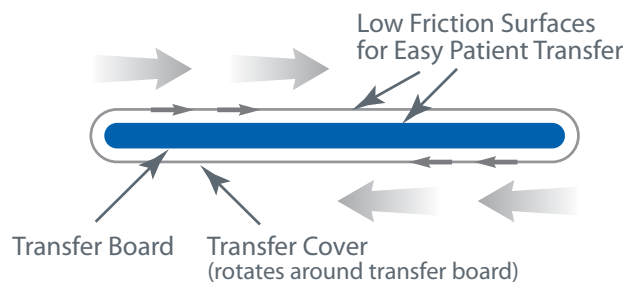 Low Friction Surfaces
for Easy Patient Transfer
Transfer Board
Transfer Cover
(rotates around transfer board)